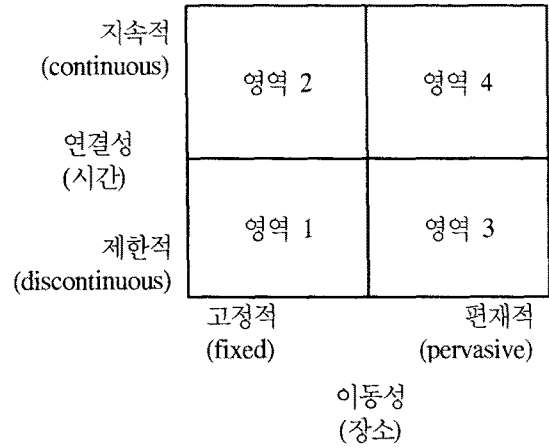 지속적
(continuous)
영역 2
영역 4
연결성
(시간)
제한적
(discontinuous)
영역 1
영역 3
고정적
(fixed)
편재적
(pervasive)
이동성
(장소)